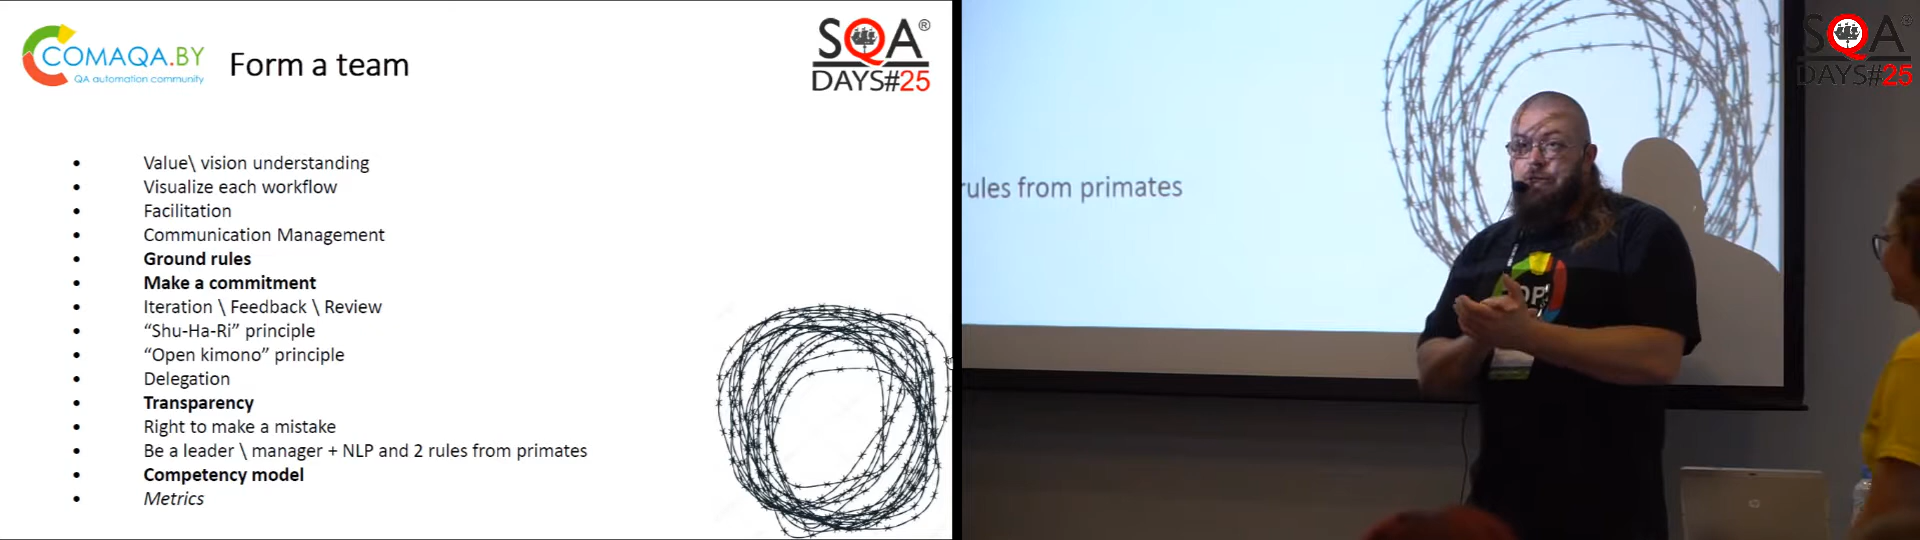 COMAQA.BY
QA automation community
Form a team
SQA®
DAYS#25
• Value\ vision understanding
• Visualize each workflow
• Facilitation
• Communication Management
• Ground rules
• Make a commitment
• Iteration \ Feedback \ Review
• “Shu-Ha-Ri” principle
• “Open kimono” principle
• Delegation
• Transparency
• Right to make a mistake
• Be a leader \ manager + NLP and 2 rules from primates
• Competency model
• Metrics
rules from primates
SQA®
DAYS#25
hp